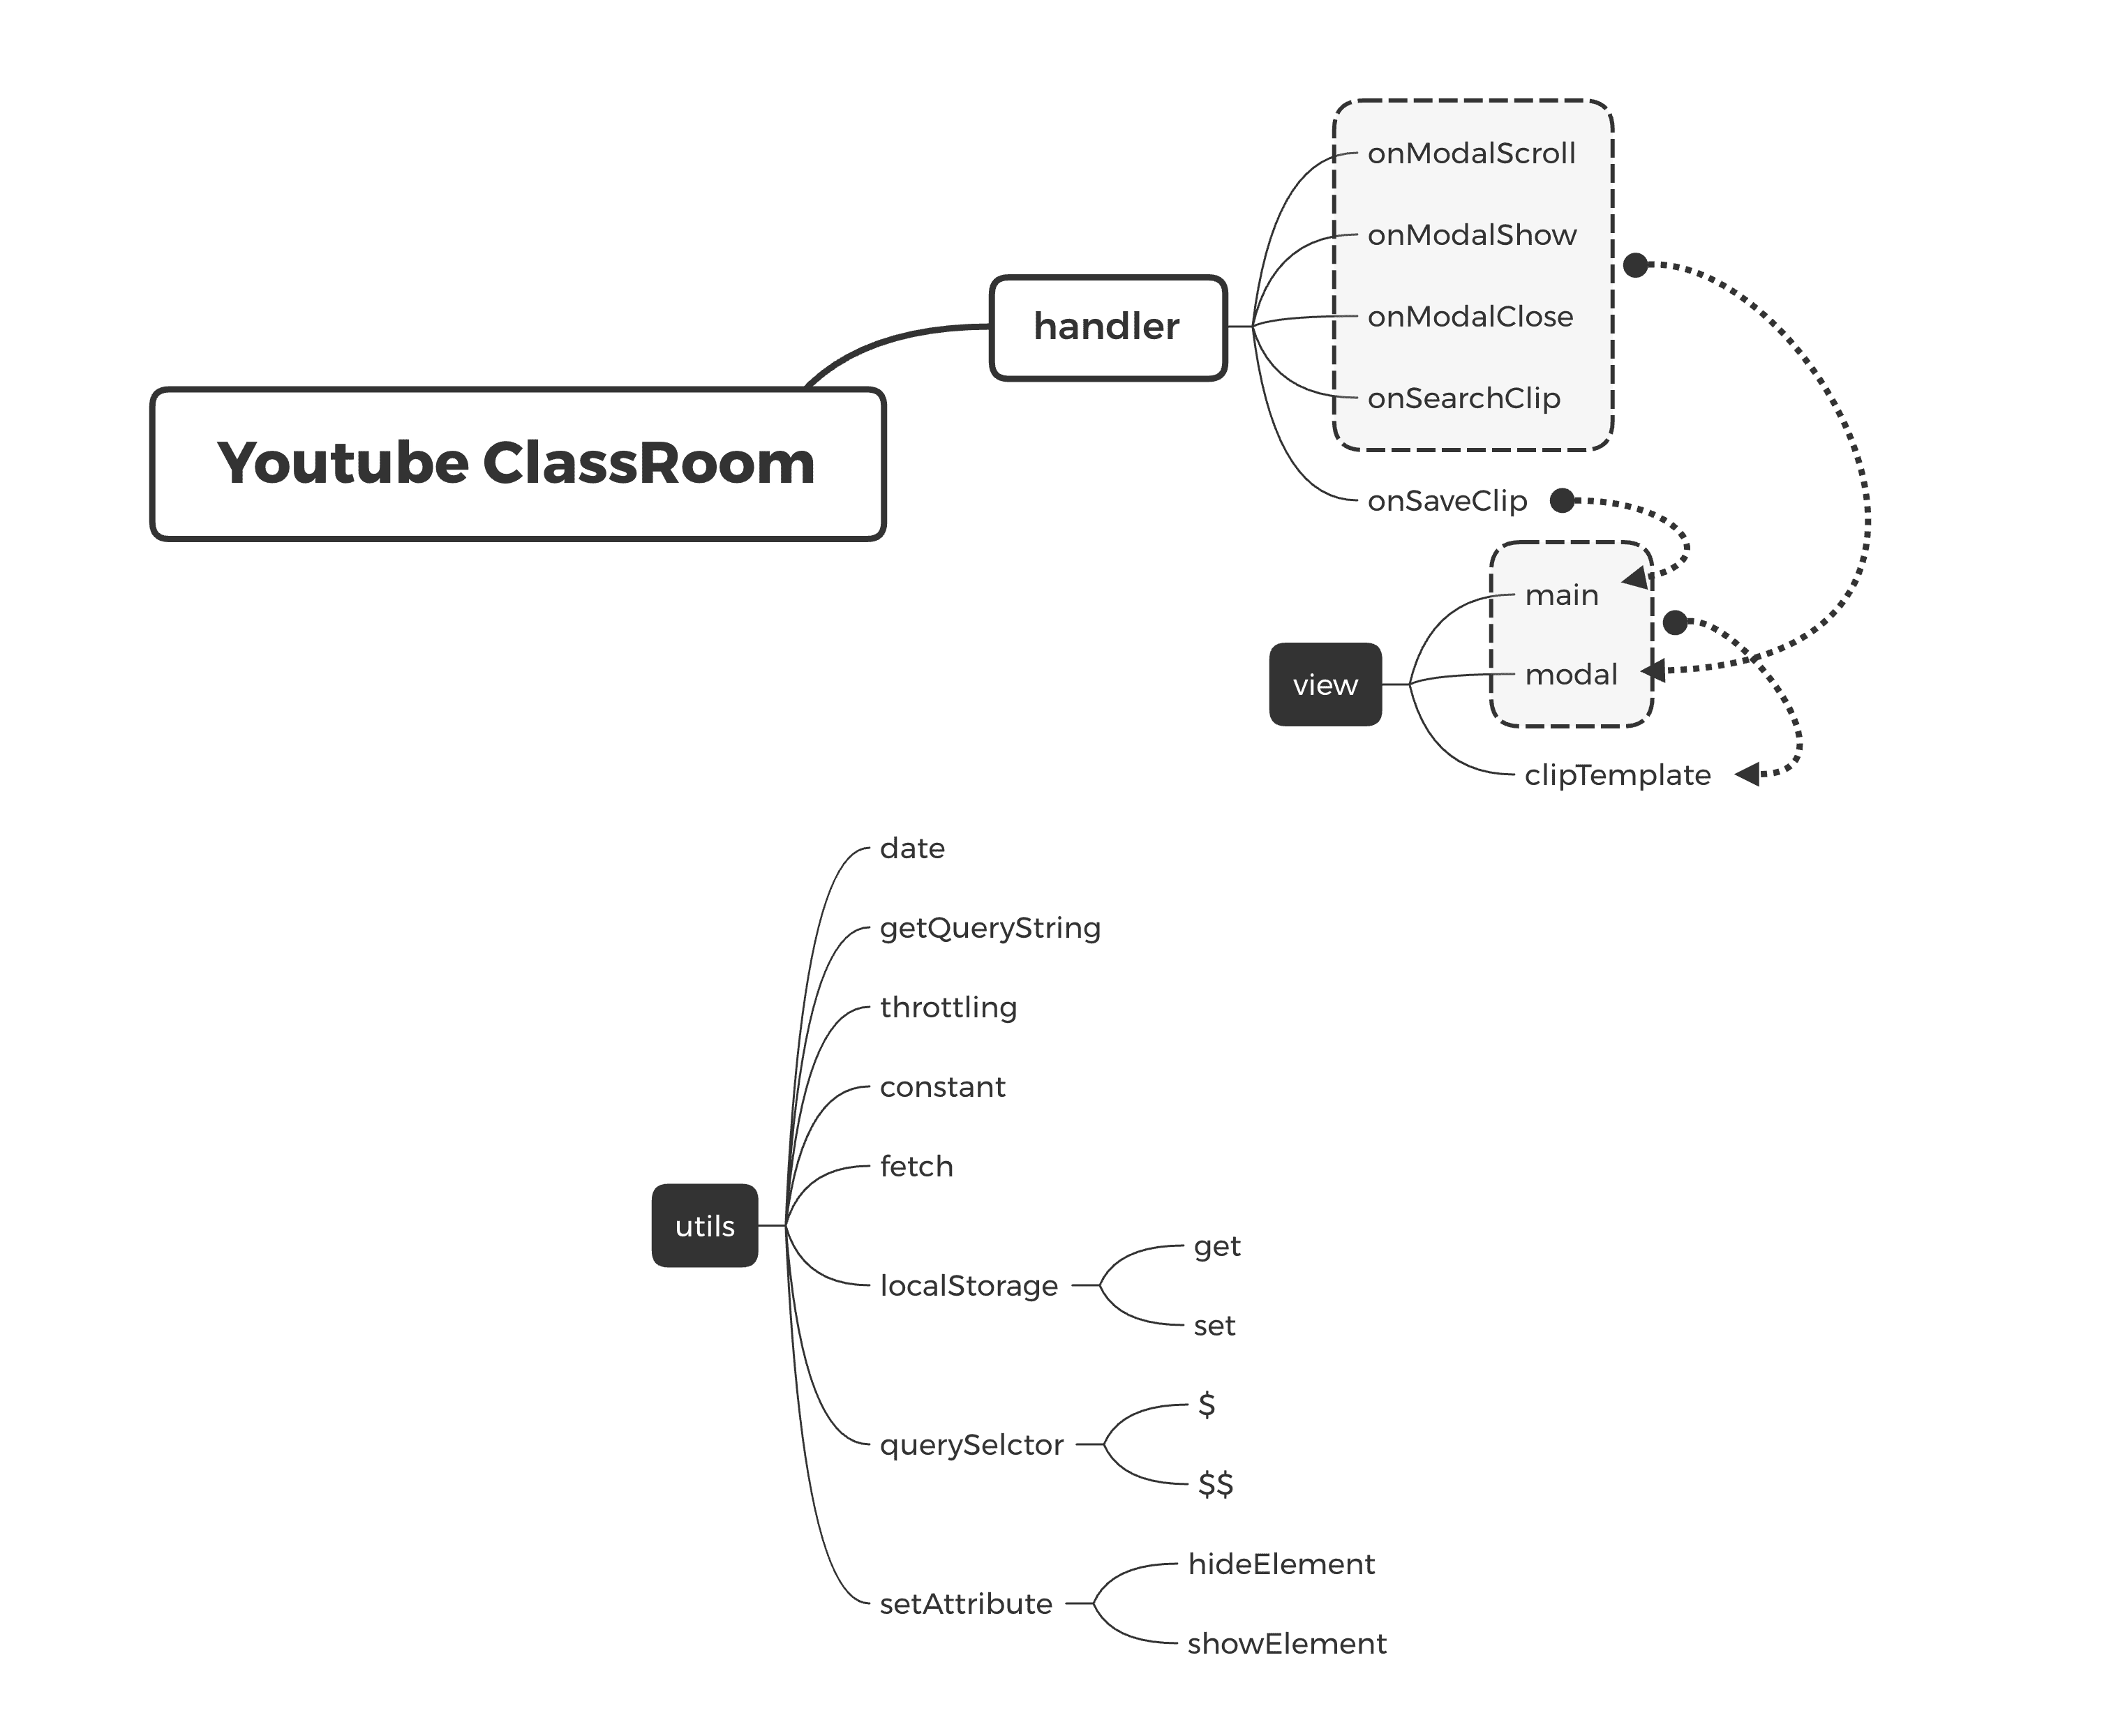 Youtube ClassRoom
handler
onModalScroll
onModalShow
onModalClose
onSearchClip
onSaveClip
view
main
modal
clipTemplate
utils
date
getQueryString
throttling
constant
fetch
localStorage
get
set
querySelctor
$
$$
setAttribute
hideElement
showElement